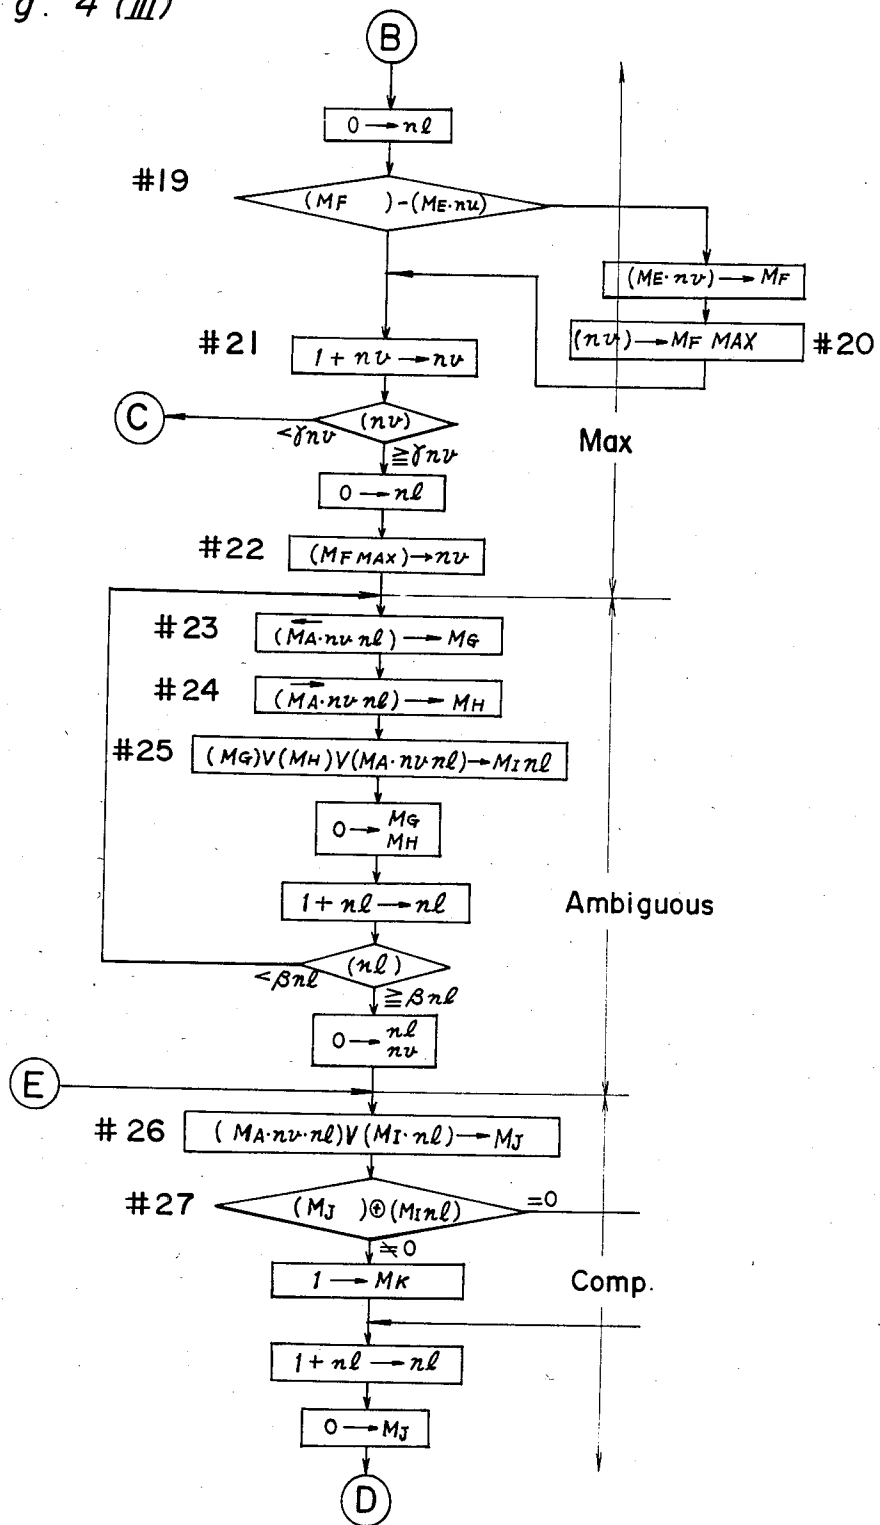 g. 4 (III)
B
0 → nℓ
#19
(MF    )-(ME·nu)
(ME·nv) → MF
(nv) → MF MAX
#20
#21
1 + nv → nv
C
(nv)
<γnv
≧γnv
Max
0 → nℓ
#22
(MF MAX) → nv
#23
(MA·nv nℓ) → MG
#24
(MA·nv nℓ) → MH
#25
(MG)V(MH)V(MA·nv nℓ) → MI nℓ
0 → MG
MH
1 + nℓ → nℓ
Ambiguous
(nℓ)
<βnℓ
≧βnℓ
0 → nℓ
nv
E
#26
(MA·nv·nℓ)V(MI·nℓ) → MJ
#27
(MJ    )⊕(MI nℓ)
=0
≠0
1 → MK
Comp.
1 + nℓ → nℓ
0 → MJ
D